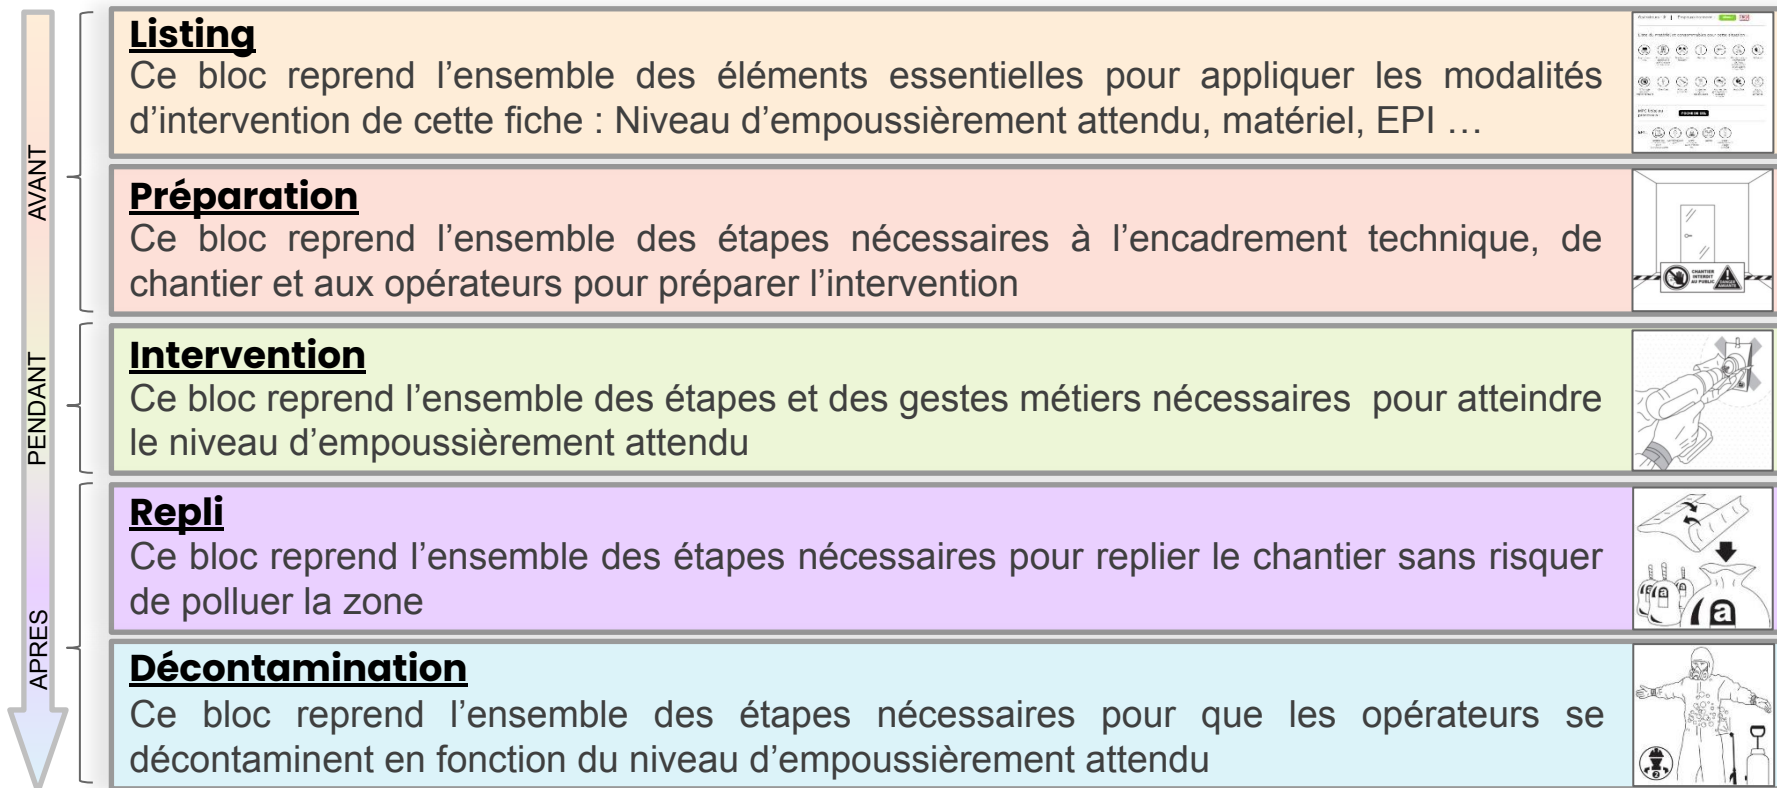 AVANT
Listing
Ce bloc reprend l’ensemble des éléments essentielles pour appliquer les modalités
d’intervention de cette fiche : Niveau d’empoussièrement attendu, matériel, EPI ...
Préparation
Ce bloc reprend l’ensemble des étapes nécessaires à l’encadrement technique, de
chantier et aux opérateurs pour préparer l’intervention
CHANTIER
INTERDIT
AU PUBLIC
PENDANT
Intervention
Ce bloc reprend l’ensemble des étapes et des gestes métiers nécessaires pour atteindre
le niveau d’empoussièrement attendu
APRES
Repli
Ce bloc reprend l’ensemble des étapes nécessaires pour replier le chantier sans risquer
de polluer la zone
a
a
Décontamination
Ce bloc reprend l’ensemble des étapes nécessaires pour que les opérateurs se
décontaminent en fonction du niveau d’empoussièrement attendu